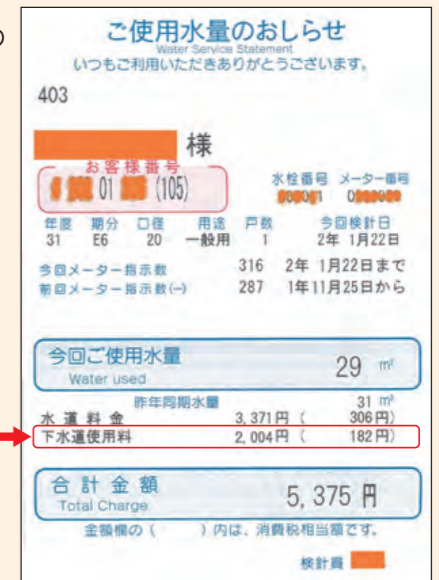 の
ご使用水量のおしらせ
Water Service Statement
いつもご利用いただきありがとうございます。
403
様
お客様番号
01 (105)
水栓番号 メーター番号
年度 期分 口径 用途 戸数 今回検針日
31 E6 20 一般用 1 2年 1月22日
今回メーター指示数 316 2年 1月22日まで
前回メーター指示数(-) 287 1年11月25日から
今回ご使用水量 29 m³
Water used
昨年同期水量 31 m³
水道料金 3,371円 ( 306円)
下水道使用料 2,004円 ( 182円)
合計金額 5,375 円
Total Charge
金額欄の( )内は、消費税相当額です。
検針員